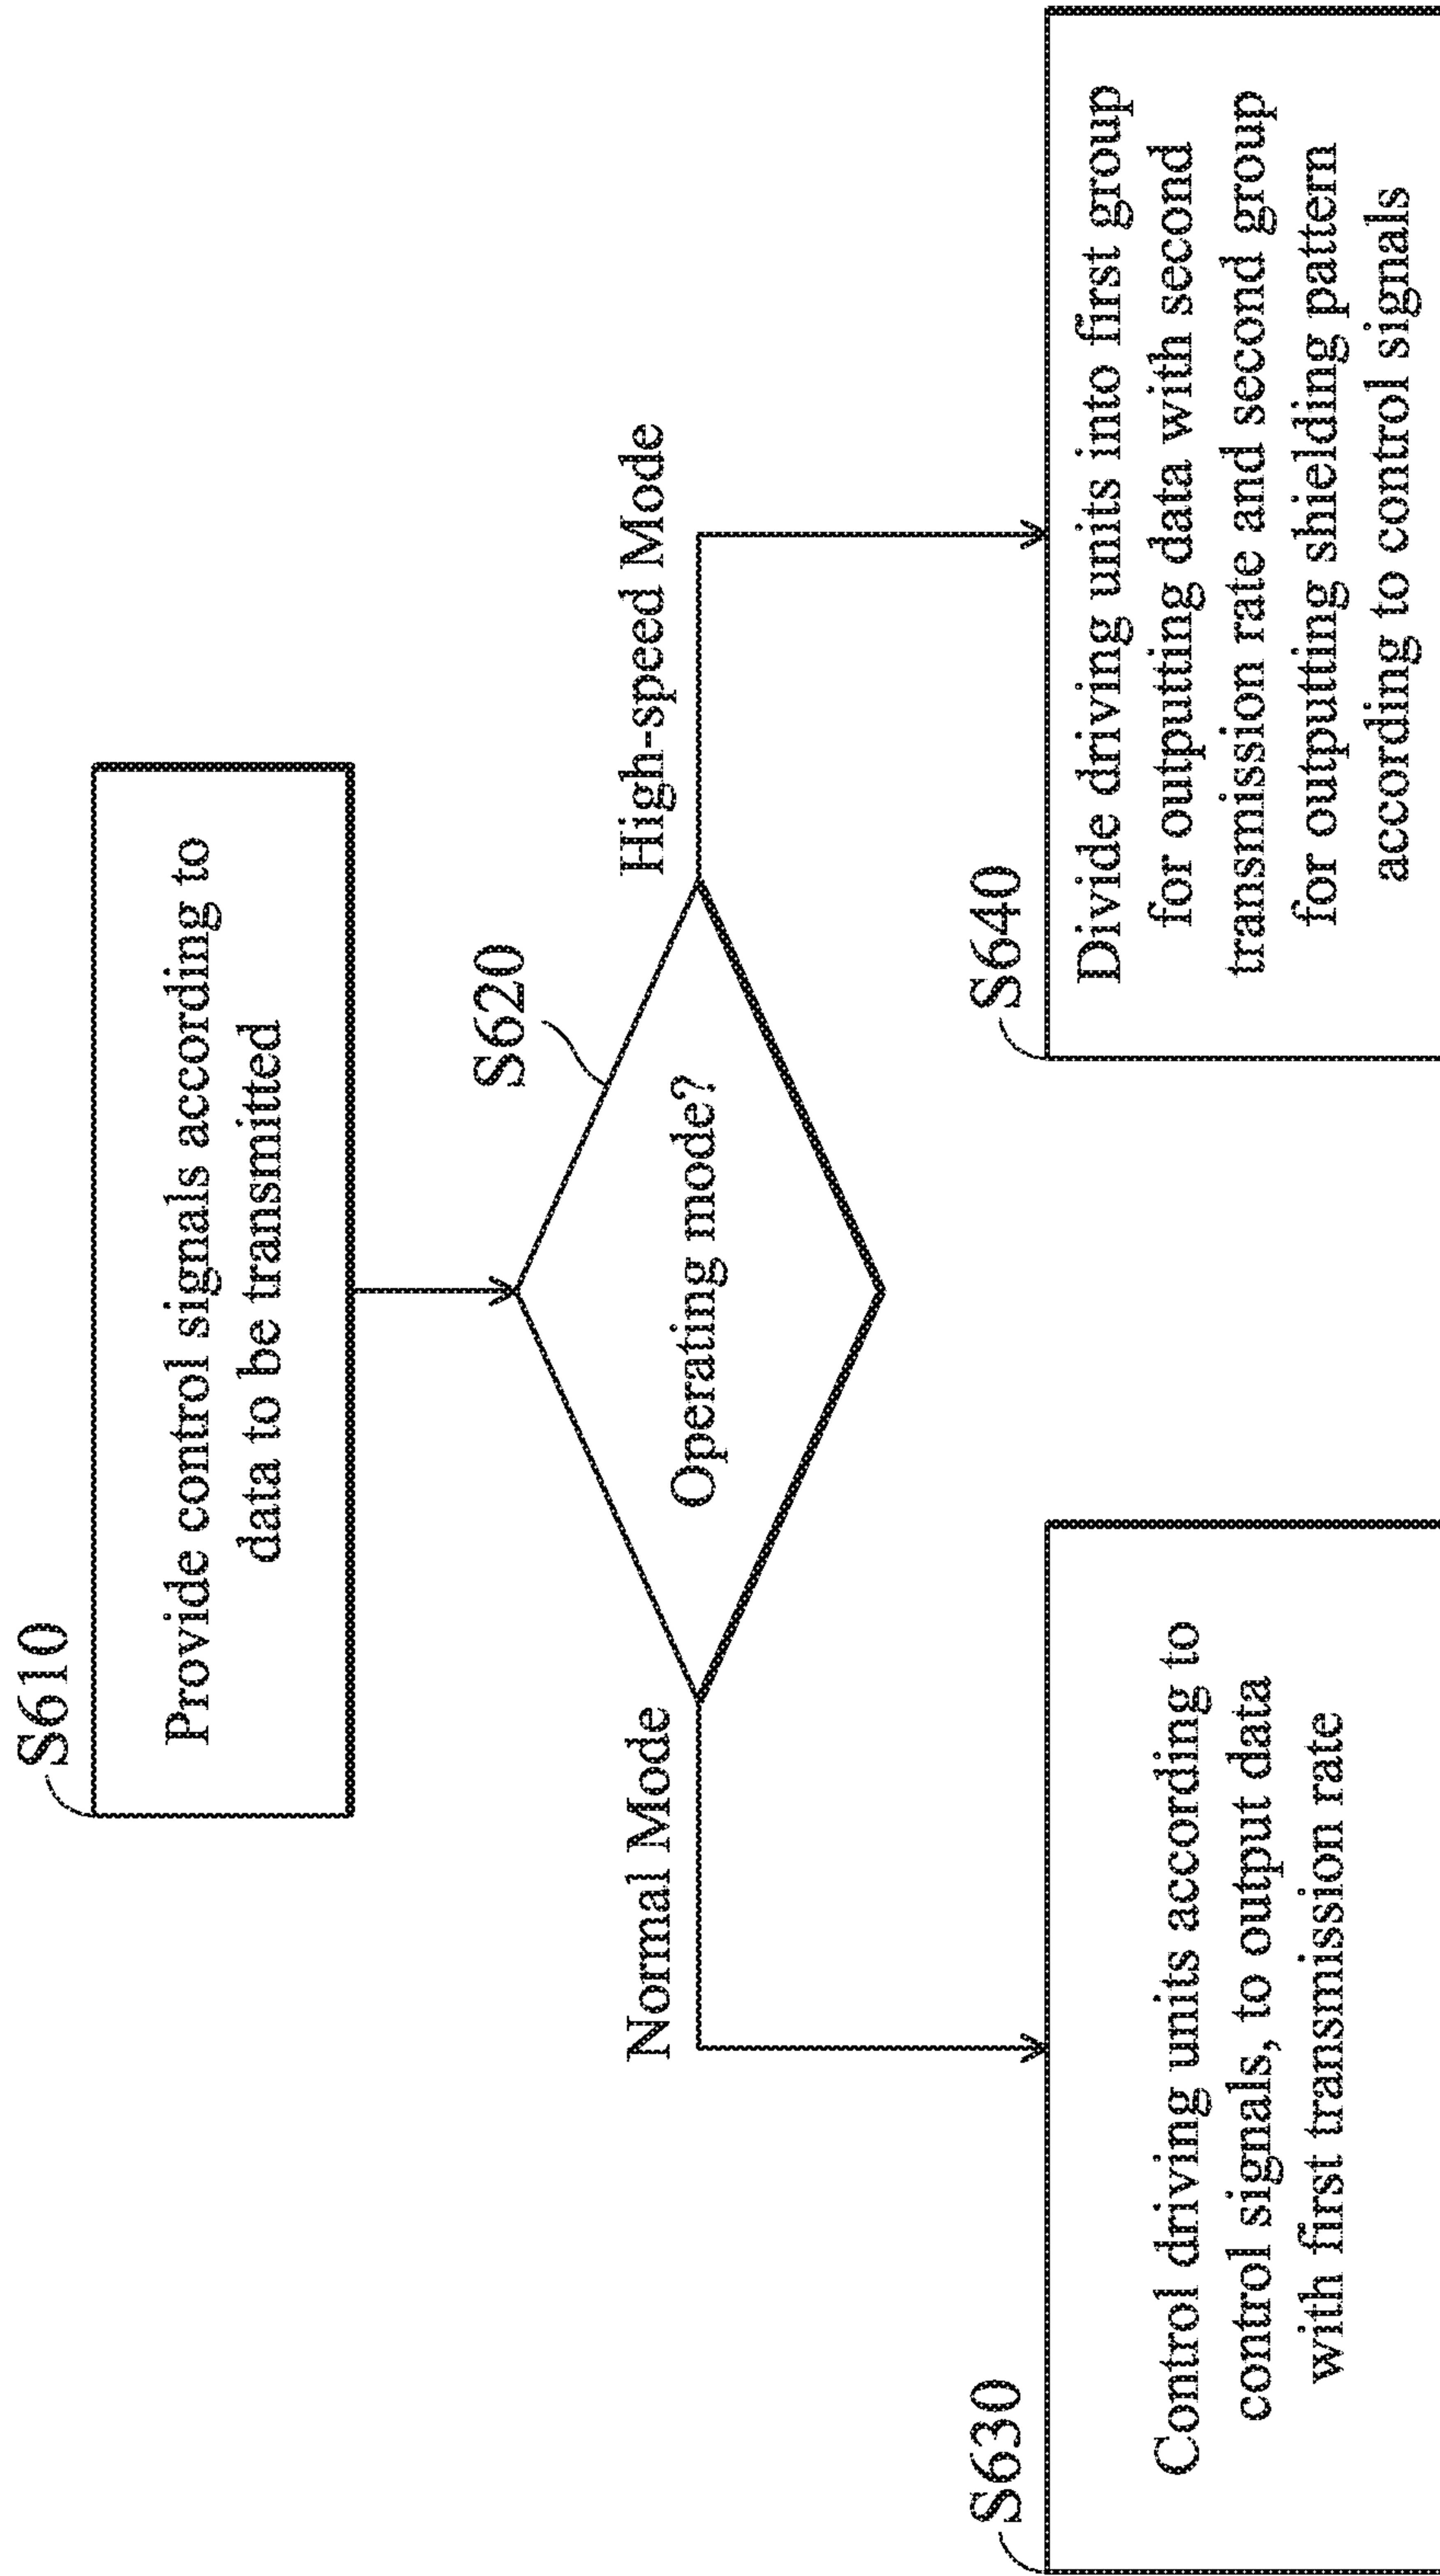 S610
Provide control signals according to
data to be transmitted
S620
Operating mode?
Normal Mode
High-speed Mode
S630
Control driving units according to
control signals, to output data
with first transmission rate
S640
Divide driving units into first group
for outputting data with second
transmission rate and second group
for outputting shielding pattern
according to control signals